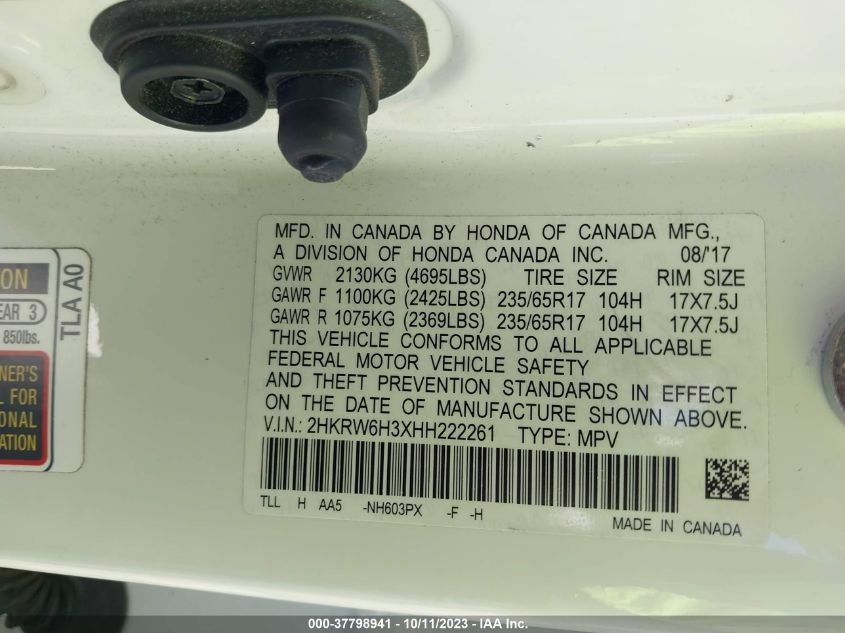 MFD. IN CANADA BY HONDA OF CANADA MFG.,
A DIVISION OF HONDA CANADA INC. 08/'17
GVWR 2130KG (4695LBS) TIRE SIZE RIM SIZE
GAWR F 1100KG (2425LBS) 235/65R17 104H 17X7.5J
GAWR R 1075KG (2369LBS) 235/65R17 104H 17X7.5J
THIS VEHICLE CONFORMS TO ALL APPLICABLE
FEDERAL MOTOR VEHICLE SAFETY
AND THEFT PREVENTION STANDARDS IN EFFECT
ON THE DATE OF MANUFACTURE SHOWN ABOVE.
V.I.N.: 2HKRW6H3XHH222261 TYPE: MPV
TLL H AA5 -NH603PX -F -H
MADE IN CANADA
ON
EAR 3
850lbs.
NER'S
L FOR
ONAL
ATION
TLA A0
000-37798941 - 10/11/2023 - IAA Inc.